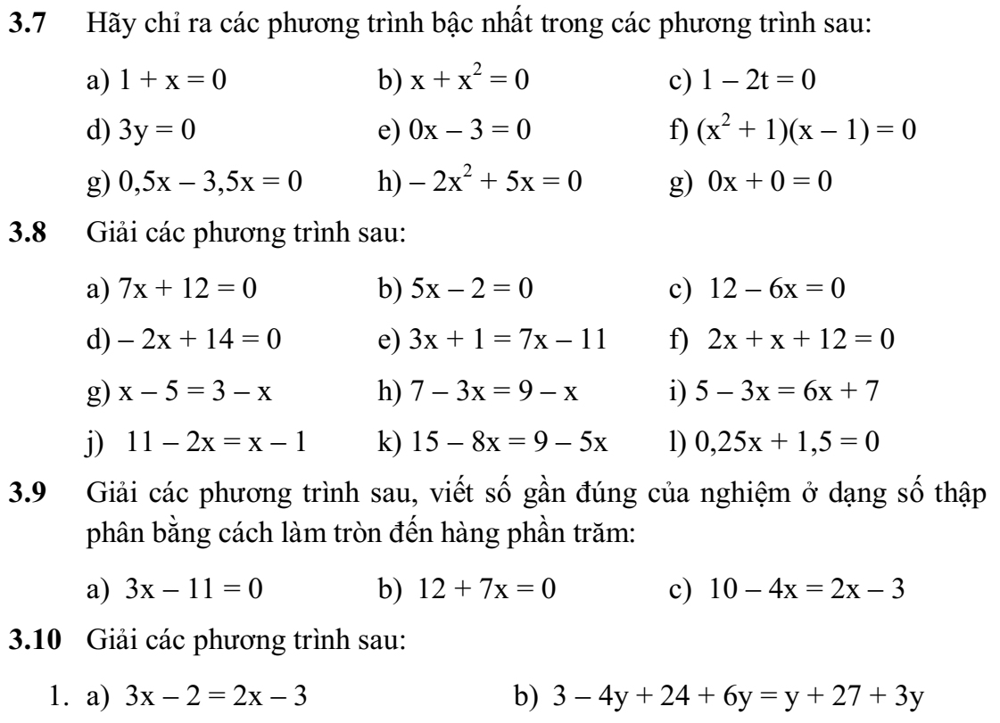 3.7 Hãy chỉ ra các phương trình bậc nhất trong các phương trình sau:
a) 1 + x = 0 b) x + x² = 0 c) 1 – 2t = 0
d) 3y = 0 e) 0x – 3 = 0 f) (x² + 1)(x – 1) = 0
g) 0,5x – 3,5x = 0 h) – 2x² + 5x = 0 g) 0x + 0 = 0
3.8 Giải các phương trình sau:
a) 7x + 12 = 0 b) 5x – 2 = 0 c) 12 – 6x = 0
d) – 2x + 14 = 0 e) 3x + 1 = 7x – 11 f) 2x + x + 12 = 0
g) x – 5 = 3 – x h) 7 – 3x = 9 – x i) 5 – 3x = 6x + 7
j) 11 – 2x = x – 1 k) 15 – 8x = 9 – 5x l) 0,25x + 1,5 = 0
3.9 Giải các phương trình sau, viết số gần đúng của nghiệm ở dạng số thập
phân bằng cách làm tròn đến hàng phần trăm:
a) 3x – 11 = 0 b) 12 + 7x = 0 c) 10 – 4x = 2x – 3
3.10 Giải các phương trình sau:
1. a) 3x – 2 = 2x – 3 b) 3 – 4y + 24 + 6y = y + 27 + 3y